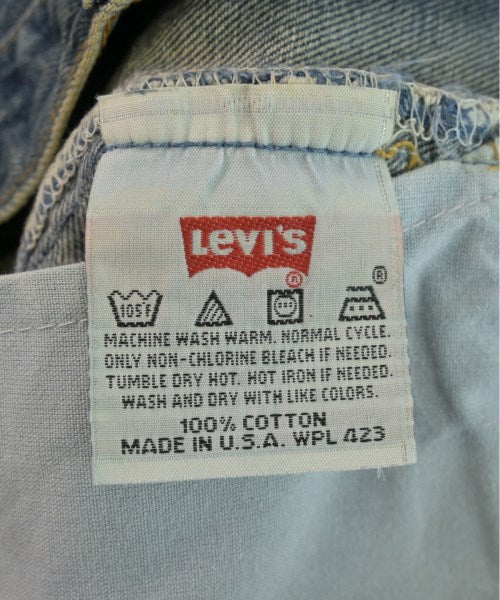 Levi's
®
®
105F
MACHINE WASH WARM. NORMAL CYCLE.
ONLY NON-CHLORINE BLEACH IF NEEDED.
TUMBLE DRY HOT. HOT IRON IF NEEDED.
WASH AND DRY WITH LIKE COLORS.
100% COTTON
MADE IN U.S.A. WPL 423